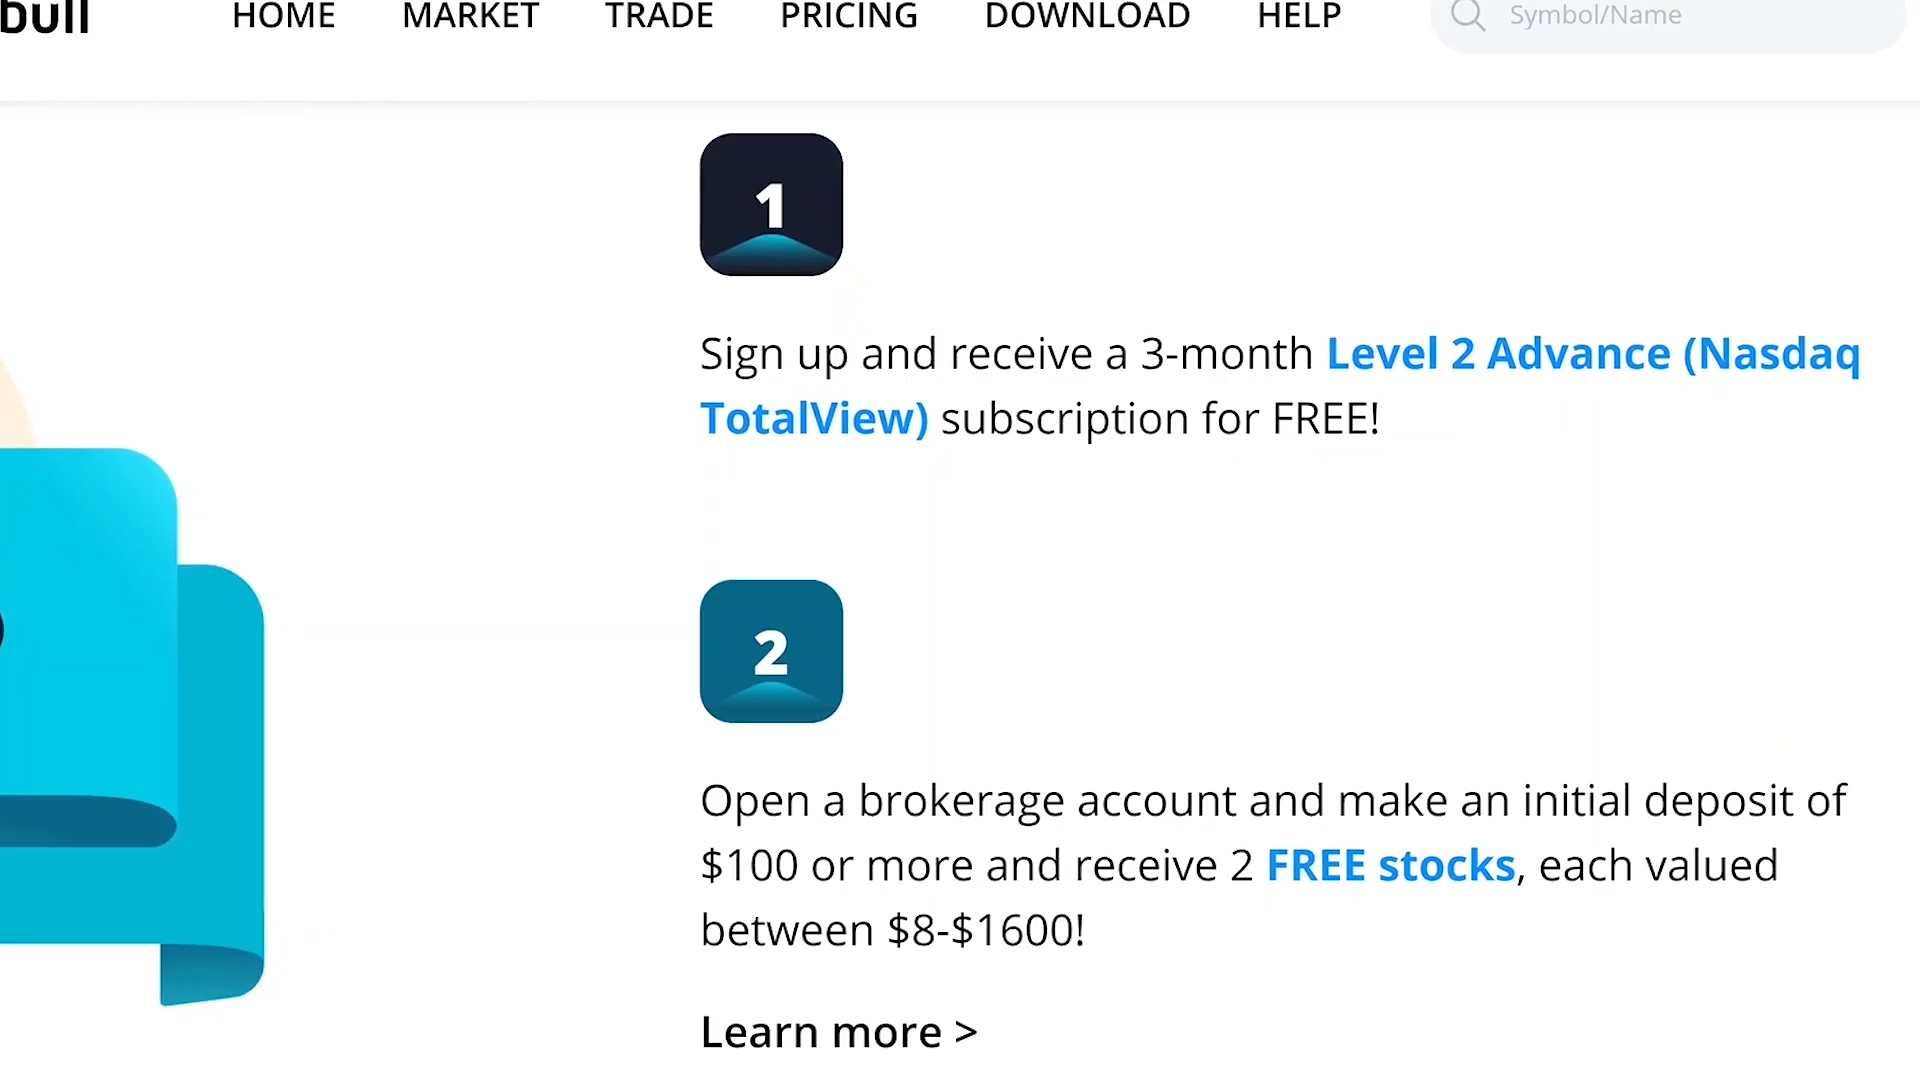 bull
HOME MARKET TRADE PRICING DOWNLOAD HELP Symbol/Name
1
Sign up and receive a 3-month Level 2 Advance (Nasdaq
TotalView) subscription for FREE!
2
Open a brokerage account and make an initial deposit of
$100 or more and receive 2 FREE stocks, each valued
between $8-$1600!
Learn more >